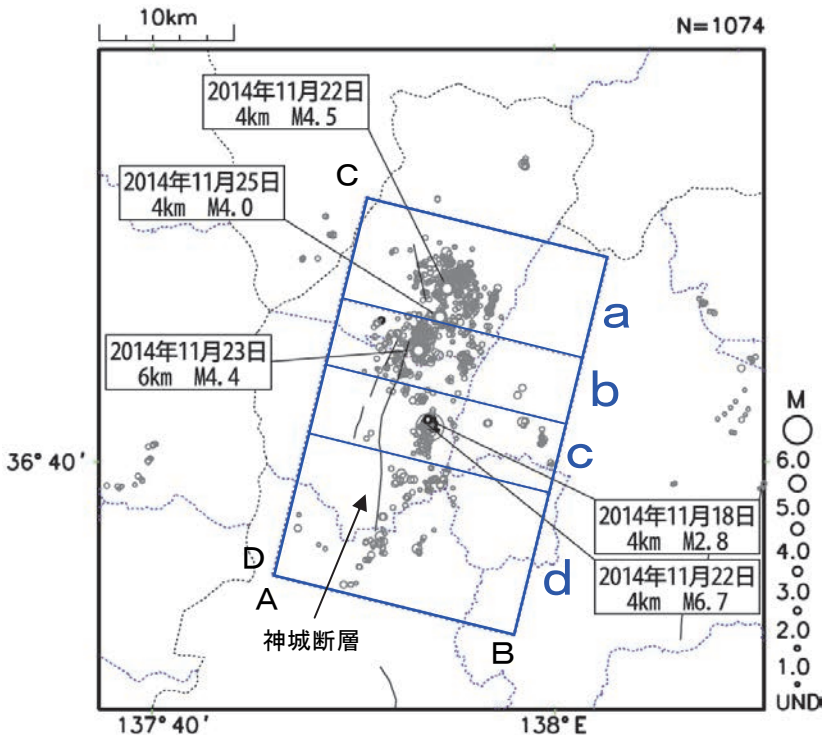 10km
N=1074
2014年11月22日
4km M4.5
2014年11月25日
4km M4.0
C
a
2014年11月23日
6km M4.4
b
c
M
36°40′
6.0
5.0
4.0
3.0
2.0
1.0
UND
2014年11月18日
4km M2.8
2014年11月22日
4km M6.7
D
A
d
神城断層
B
137°40′
138°E